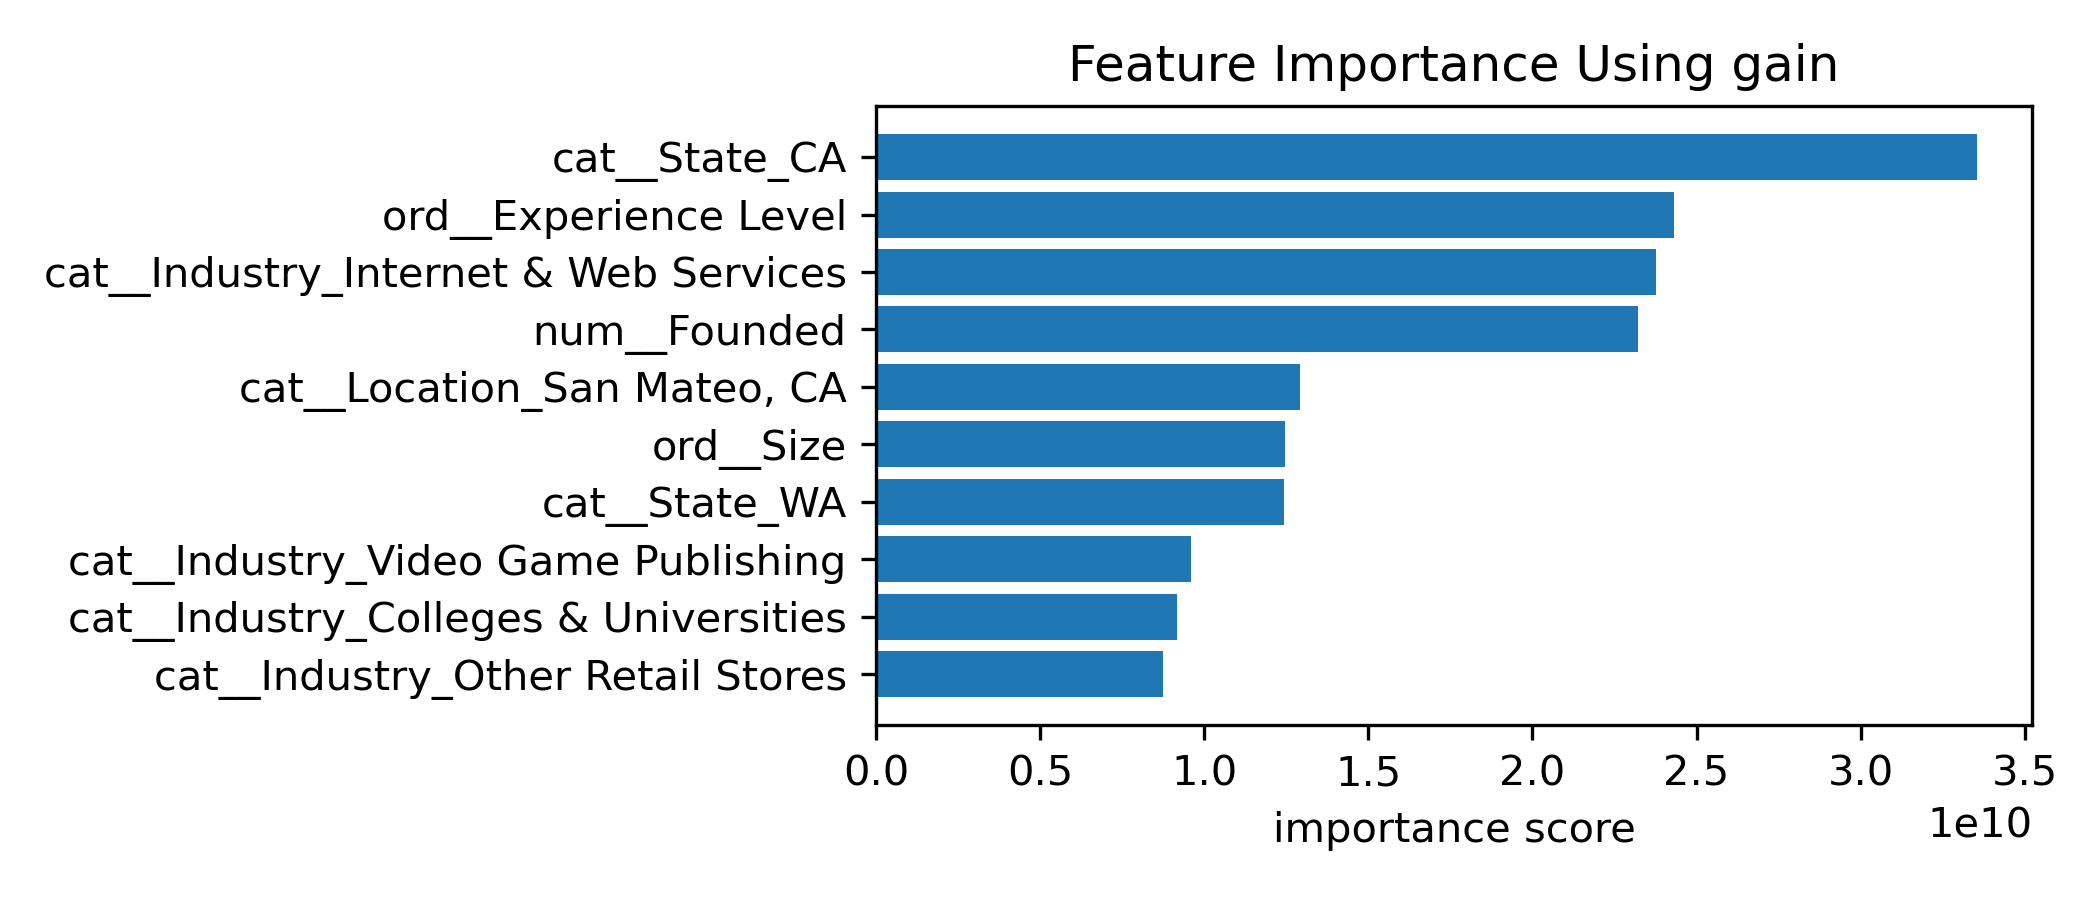 Feature Importance Using gain
cat__State_CA
ord__Experience Level
cat__Industry_Internet & Web Services
num__Founded
cat__Location_San Mateo, CA
ord__Size
cat__State_WA
cat__Industry_Video Game Publishing
cat__Industry_Colleges & Universities
cat__Industry_Other Retail Stores
0.0 0.5 1.0 1.5 2.0 2.5 3.0 3.5
1e10
importance score